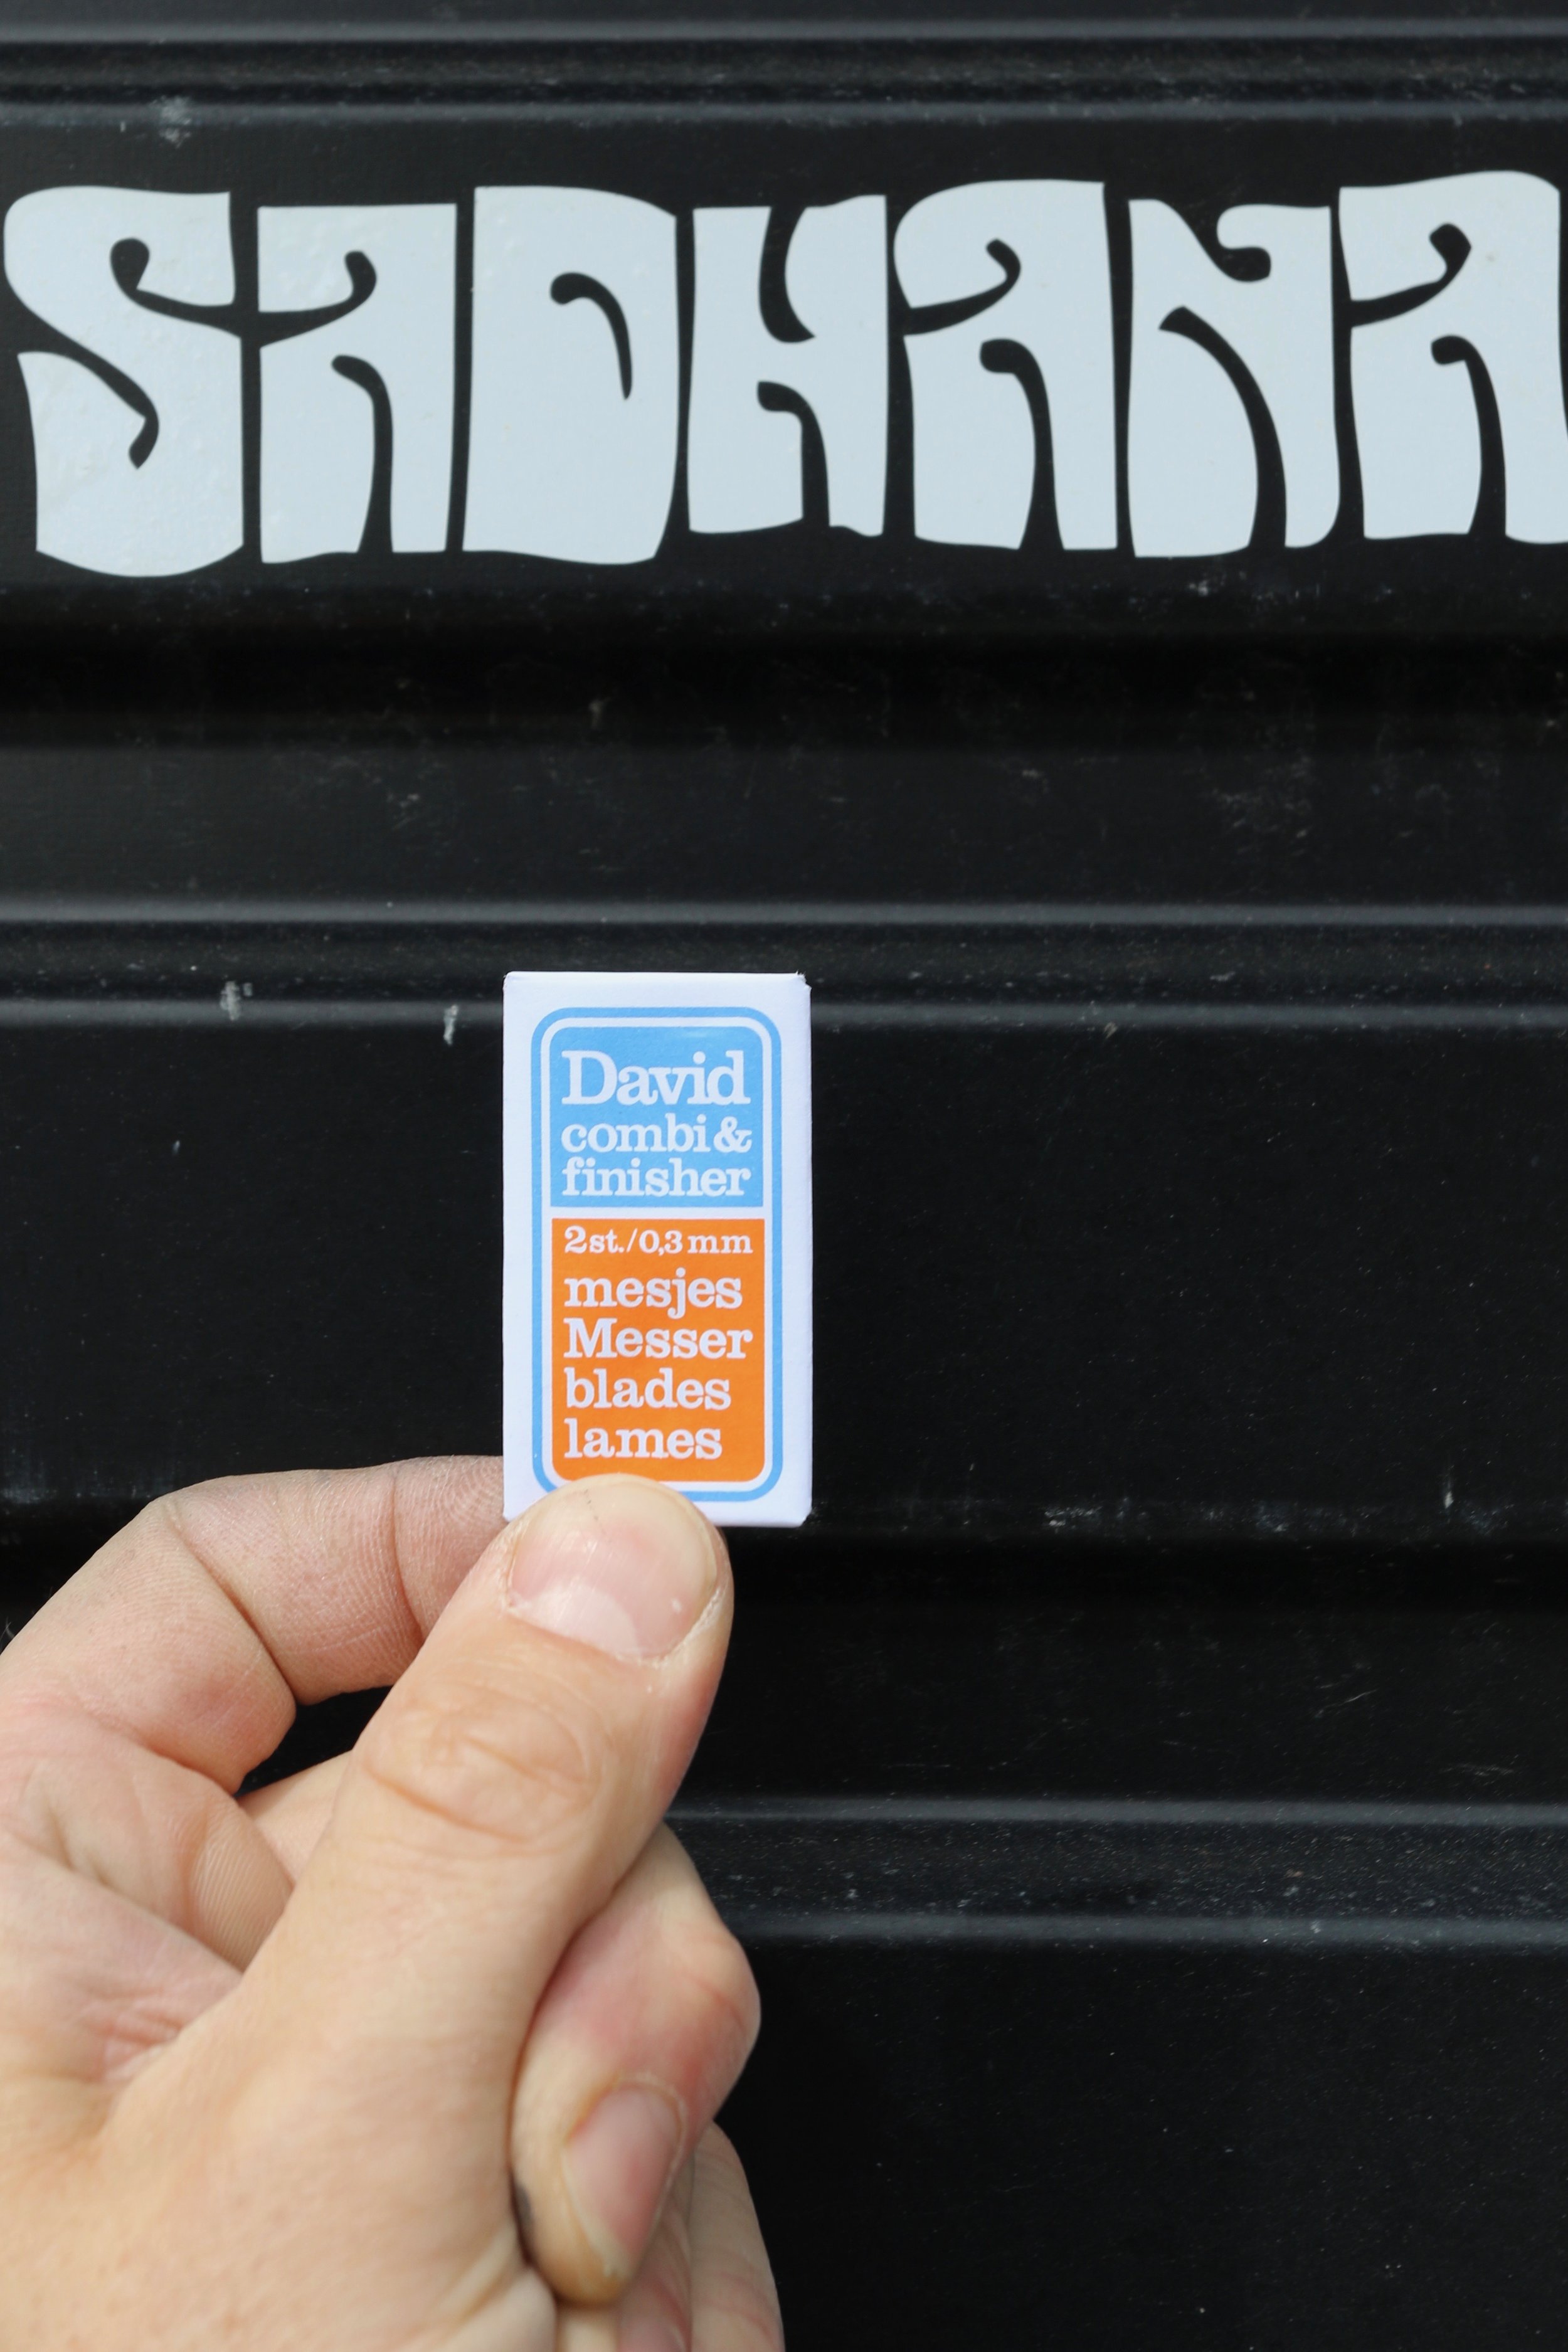 SADHANA
David
combi &
finisher
2st./0,3 mm
mesjes
Messer
blades
lames